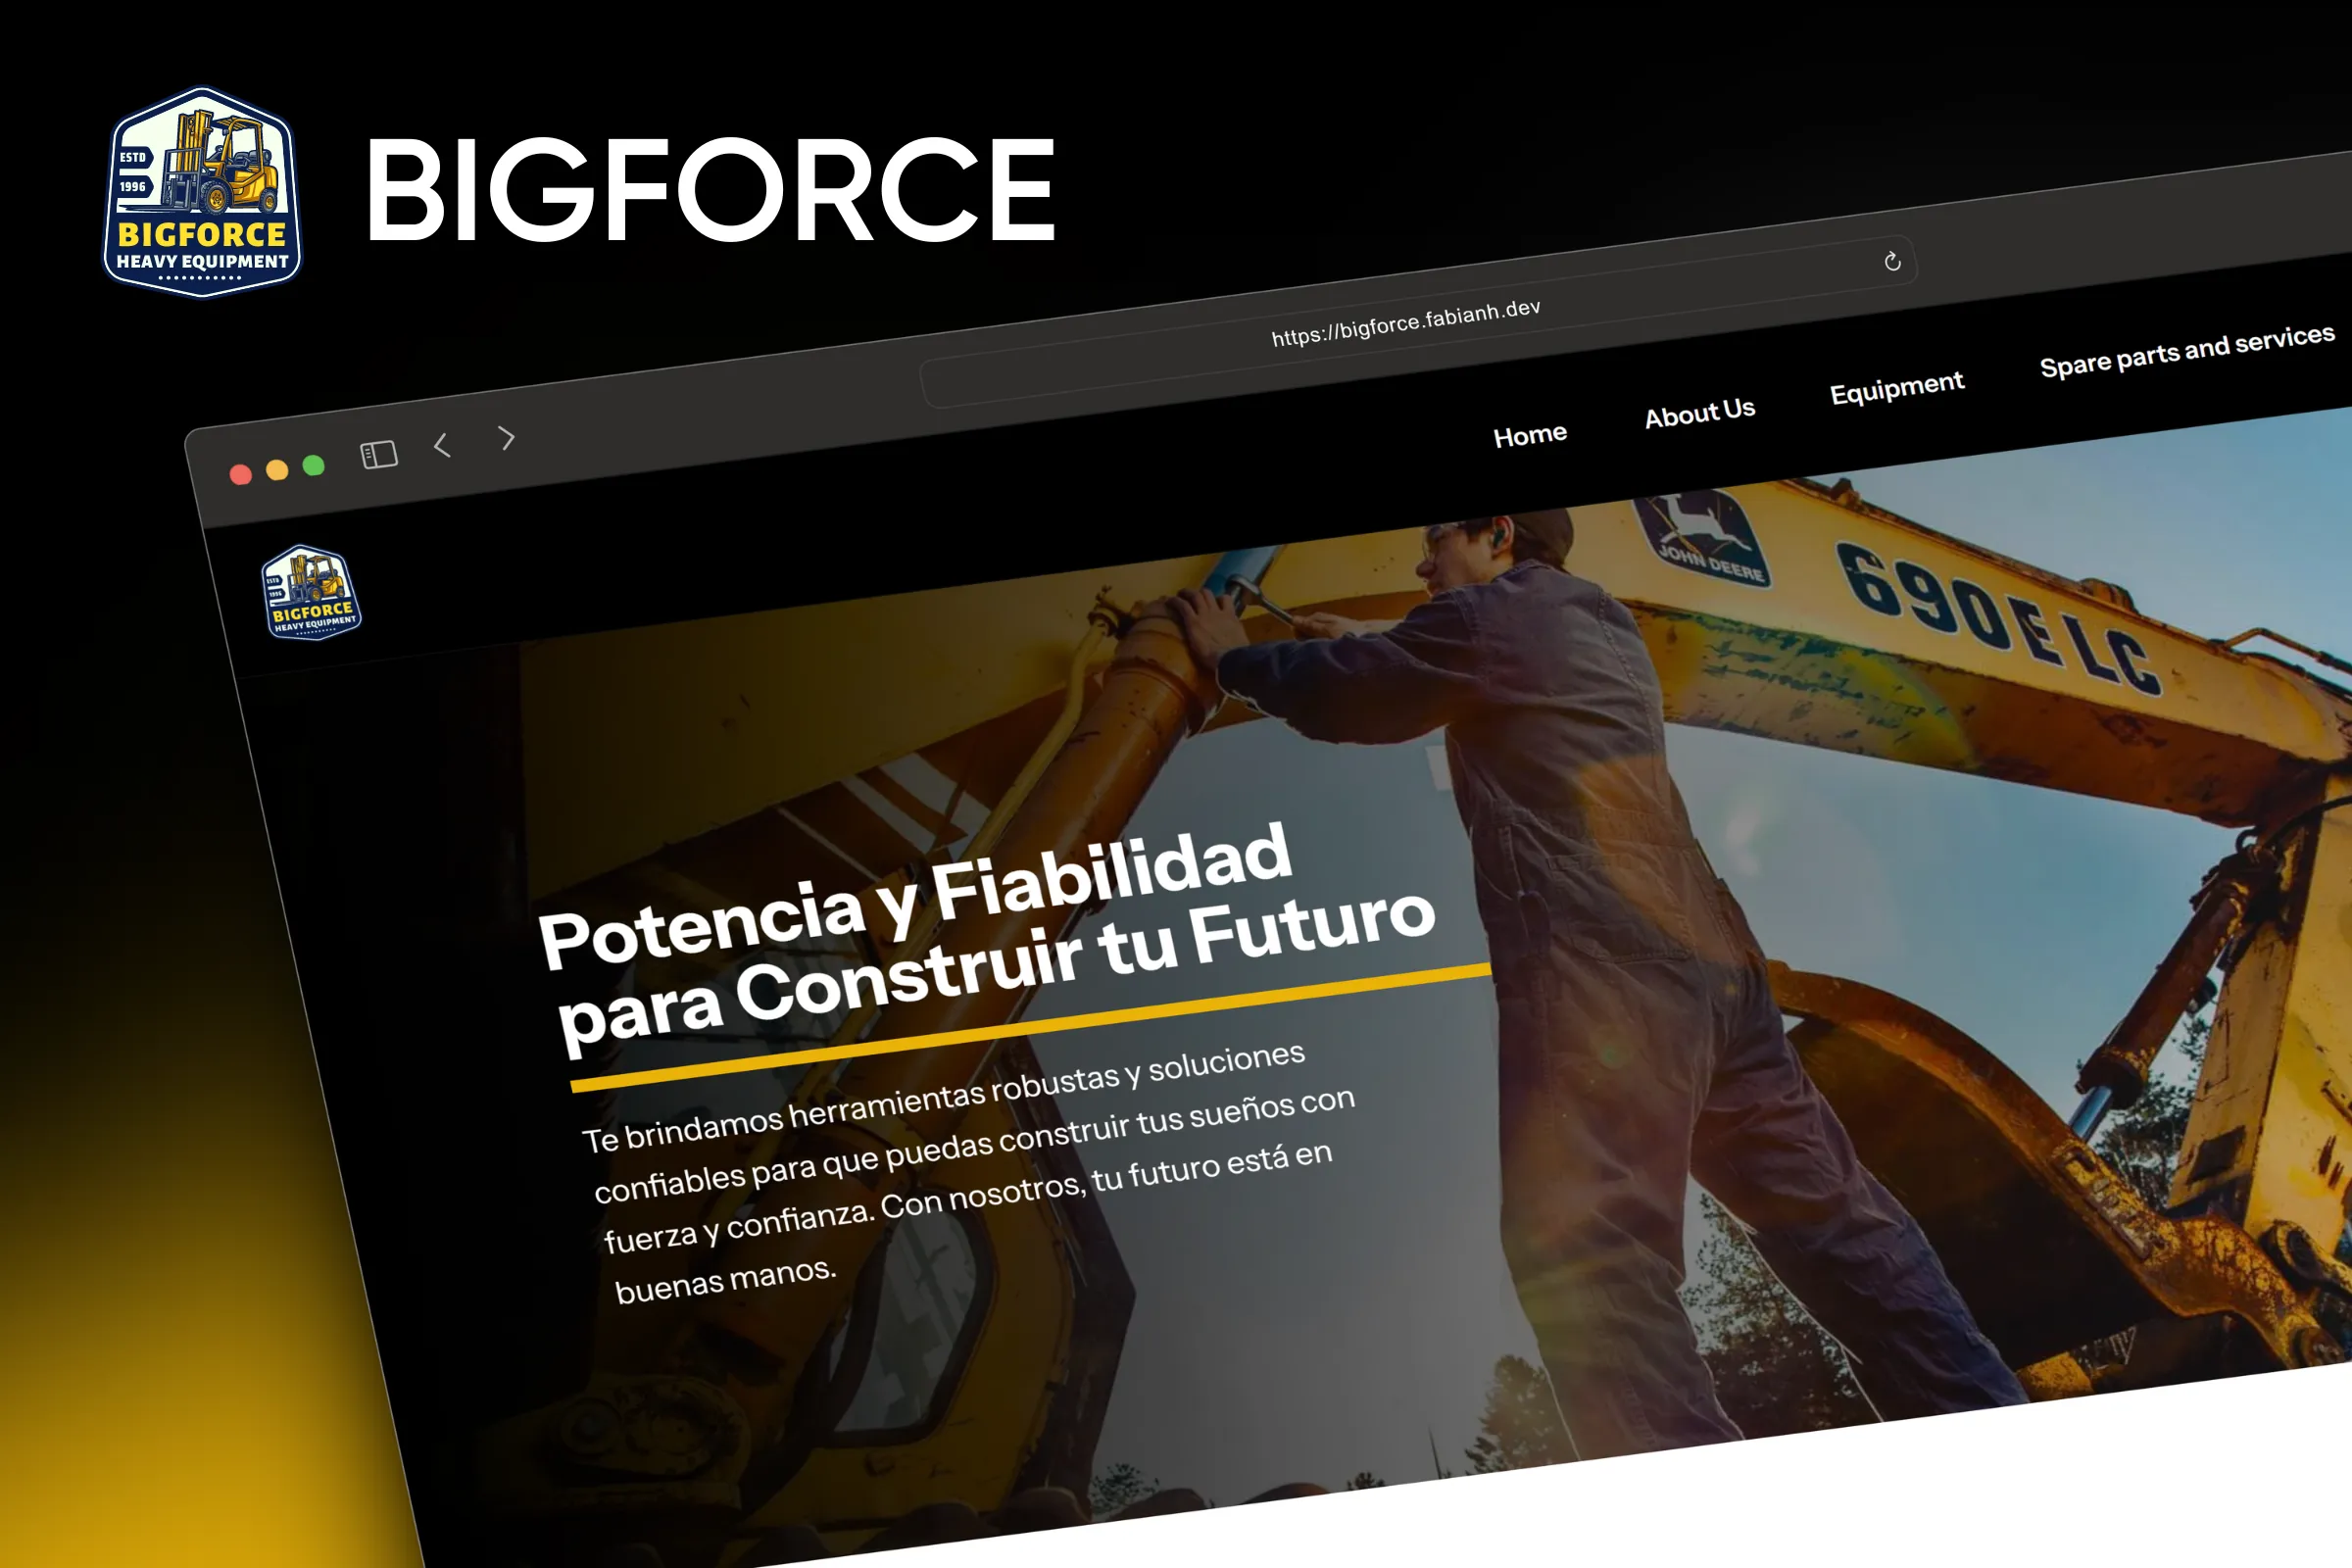 ESTD
1996
BIGFORCE
HEAVY EQUIPMENT
BIGFORCE
https://bigforce.fabianh.dev
Home
About Us
Equipment
Spare parts and services
ESTD
1996
BIGFORCE
HEAVY EQUIPMENT
JOHN DEERE
690E LC
Potencia y Fiabilidad
para Construir tu Futuro
Te brindamos herramientas robustas y soluciones
confiables para que puedas construir tus sueños con
fuerza y confianza. Con nosotros, tu futuro está en
buenas manos.